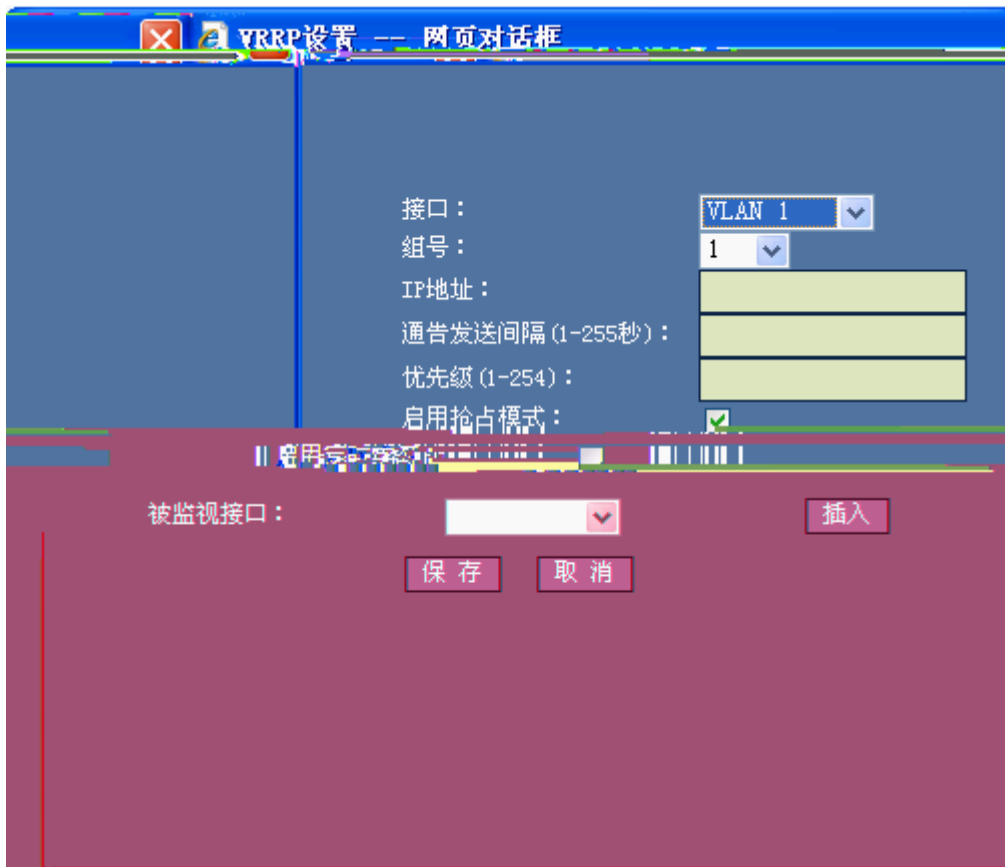 VRRP设置 -- 网页对话框
接口： VLAN 1
组号： 1
IP地址：
通告发送间隔(1-255秒)：
优先级(1-254)：
启用抢占模式：
启用
被监视接口： 插入
保 存 取 消